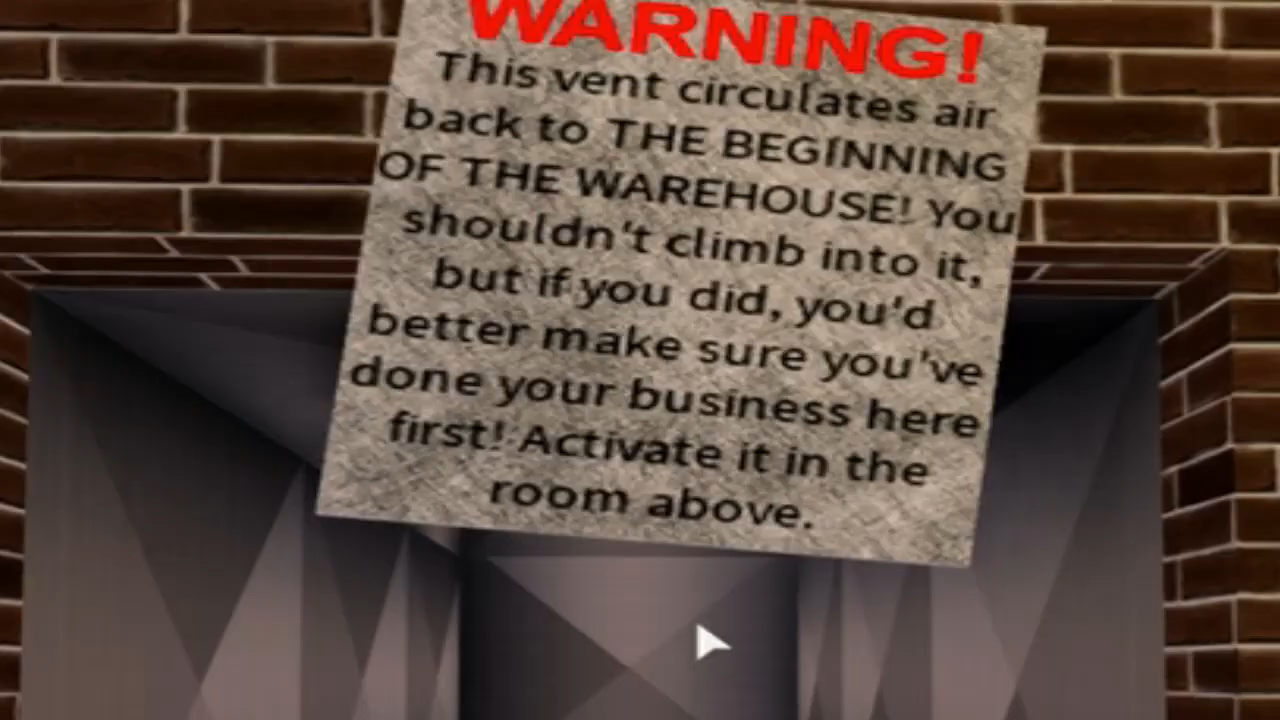 WARNING!
This vent circulates air
back to THE BEGINNING
OF THE WAREHOUSE! You
shouldn't climb into it,
but if you did, you'd
better make sure you've
done your business here
first! Activate it in the
room above.